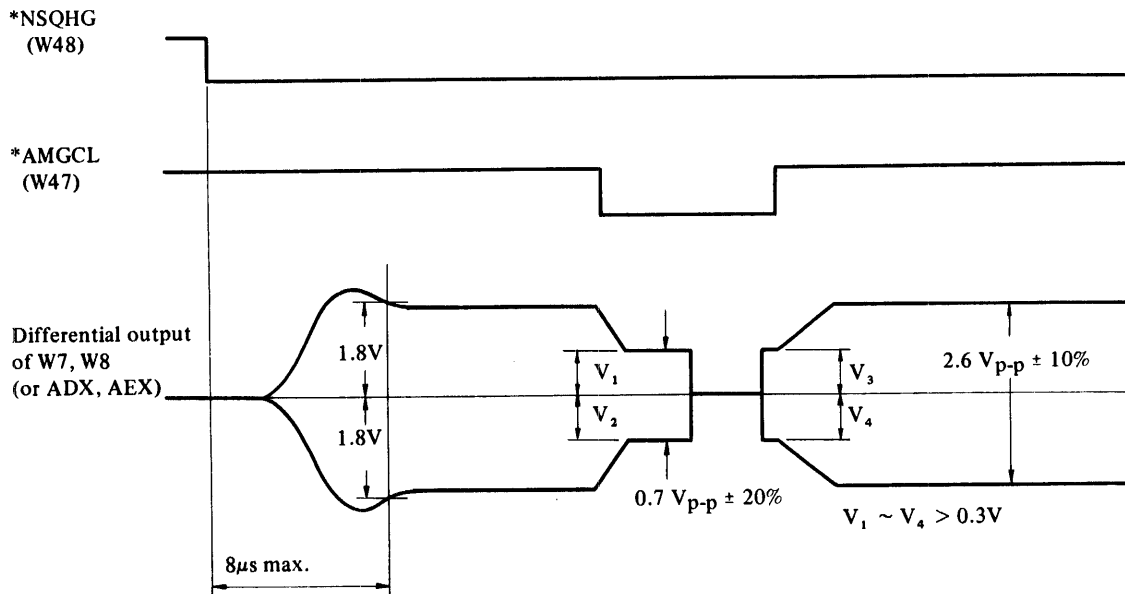 *NSQHG
(W48)
*AMGCL
(W47)
Differential output
of W7, W8
(or ADX, AEX)
1.8V
1.8V
V₁
V₂
0.7 Vp-p ± 20%
V₃
V₄
2.6 Vp-p ± 10%
V₁ ~ V₄ > 0.3V
8μs max.